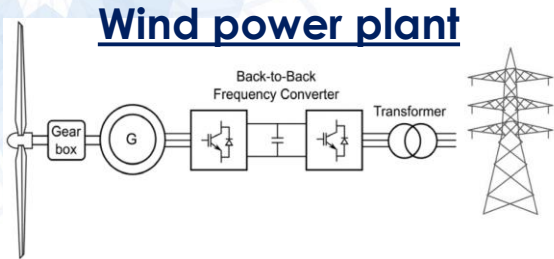 Wind power plant
Back-to-Back
Frequency Converter
Transformer
Gear
box
G